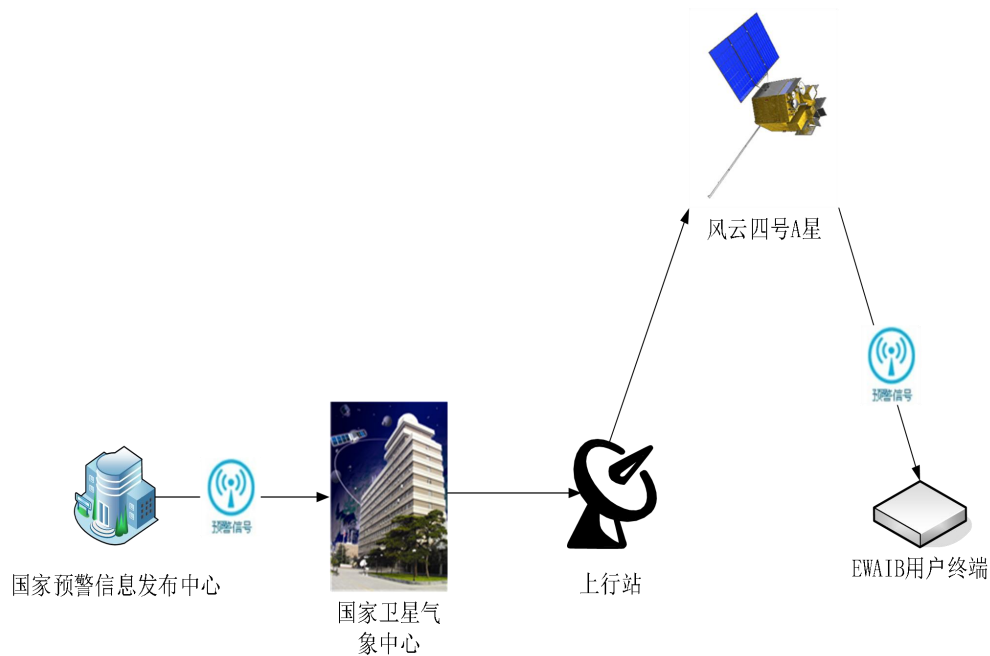 风云四号A星
预警信号
预警信号
国家预警信息发布中心
国家卫星气
象中心
上行站
EWAIB用户终端